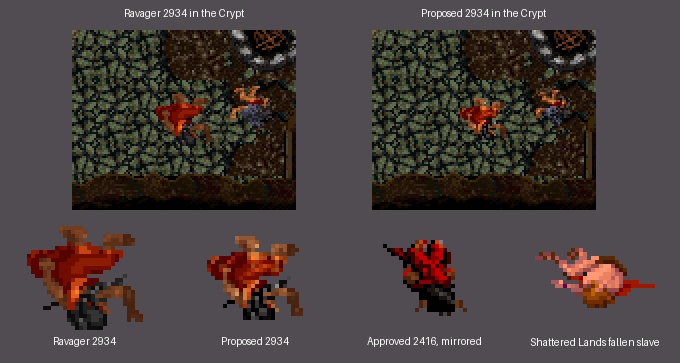 Ravager 2934 in the Crypt
Proposed 2934 in the Crypt
Ravager 2934
Proposed 2934
Approved 2416, mirrored
Shattered Lands fallen slave